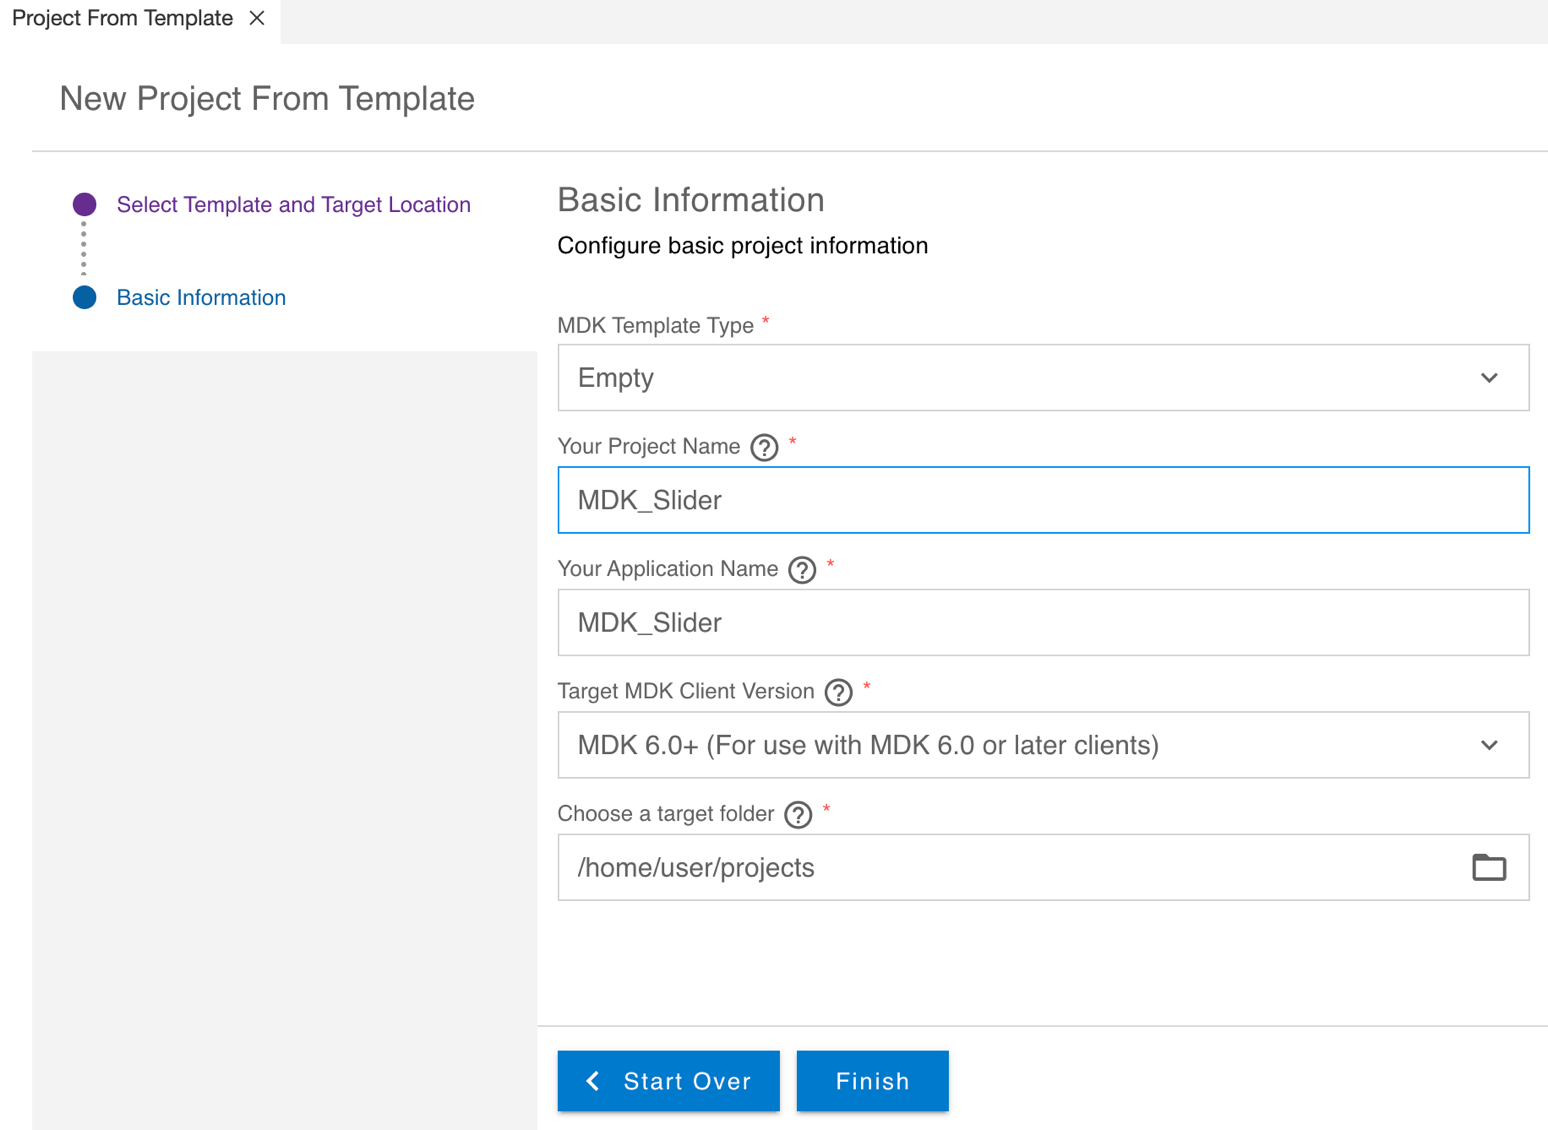 Project From Template
New Project From Template
Select Template and Target Location
Basic Information
Basic Information
Configure basic project information
MDK Template Type *
Empty
Your Project Name ? *
MDK_Slider
Your Application Name ? *
MDK_Slider
Target MDK Client Version ? *
MDK 6.0+ (For use with MDK 6.0 or later clients)
Choose a target folder ? *
/home/user/projects
Start Over
Finish